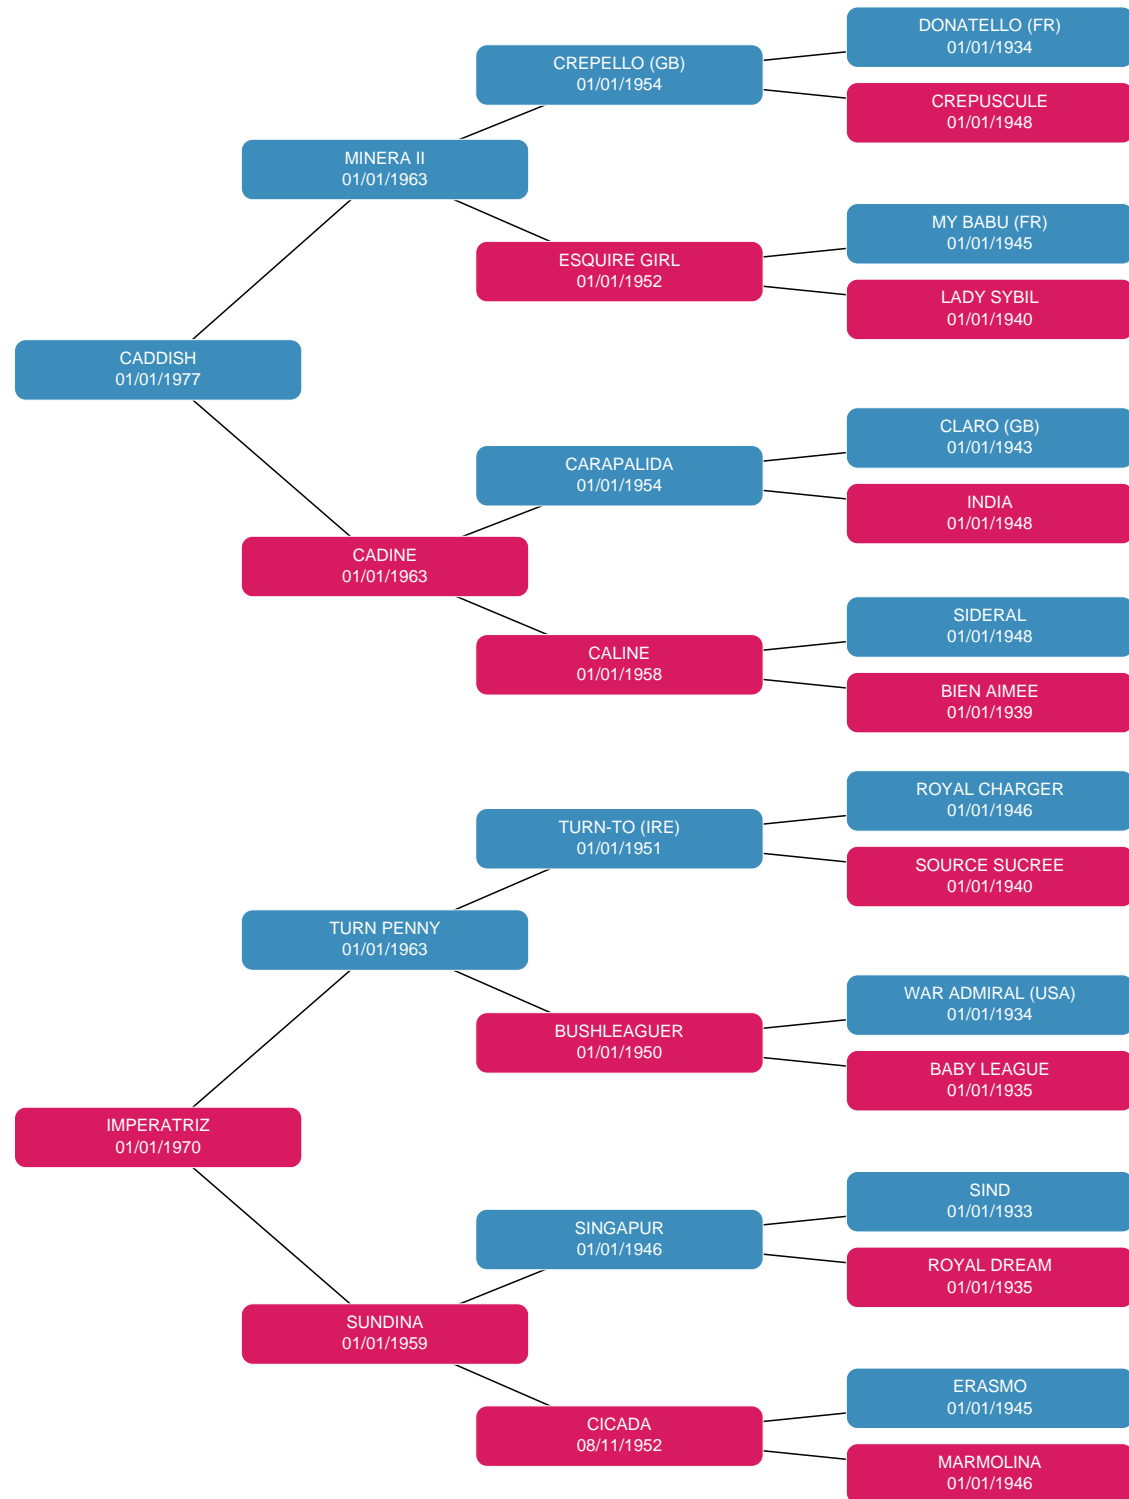 DONATELLO (FR)
01/01/1934
CREPELLO (GB)
01/01/1954
CREPUSCULE
01/01/1948
MINERA II
01/01/1963
MY BABU (FR)
01/01/1945
ESQUIRE GIRL
01/01/1952
LADY SYBIL
01/01/1940
CADDISH
01/01/1977
CLARO (GB)
01/01/1943
CARAPALIDA
01/01/1954
INDIA
01/01/1948
CADINE
01/01/1963
SIDERAL
01/01/1948
CALINE
01/01/1958
BIEN AIMEE
01/01/1939
ROYAL CHARGER
01/01/1946
TURN-TO (IRE)
01/01/1951
SOURCE SUCREE
01/01/1940
TURN PENNY
01/01/1963
WAR ADMIRAL (USA)
01/01/1934
BUSHLEAGUER
01/01/1950
BABY LEAGUE
01/01/1935
IMPERATRIZ
01/01/1970
SIND
01/01/1933
SINGAPUR
01/01/1946
ROYAL DREAM
01/01/1935
SUNDINA
01/01/1959
ERASMO
01/01/1945
CICADA
08/11/1952
MARMOLINA
01/01/1946